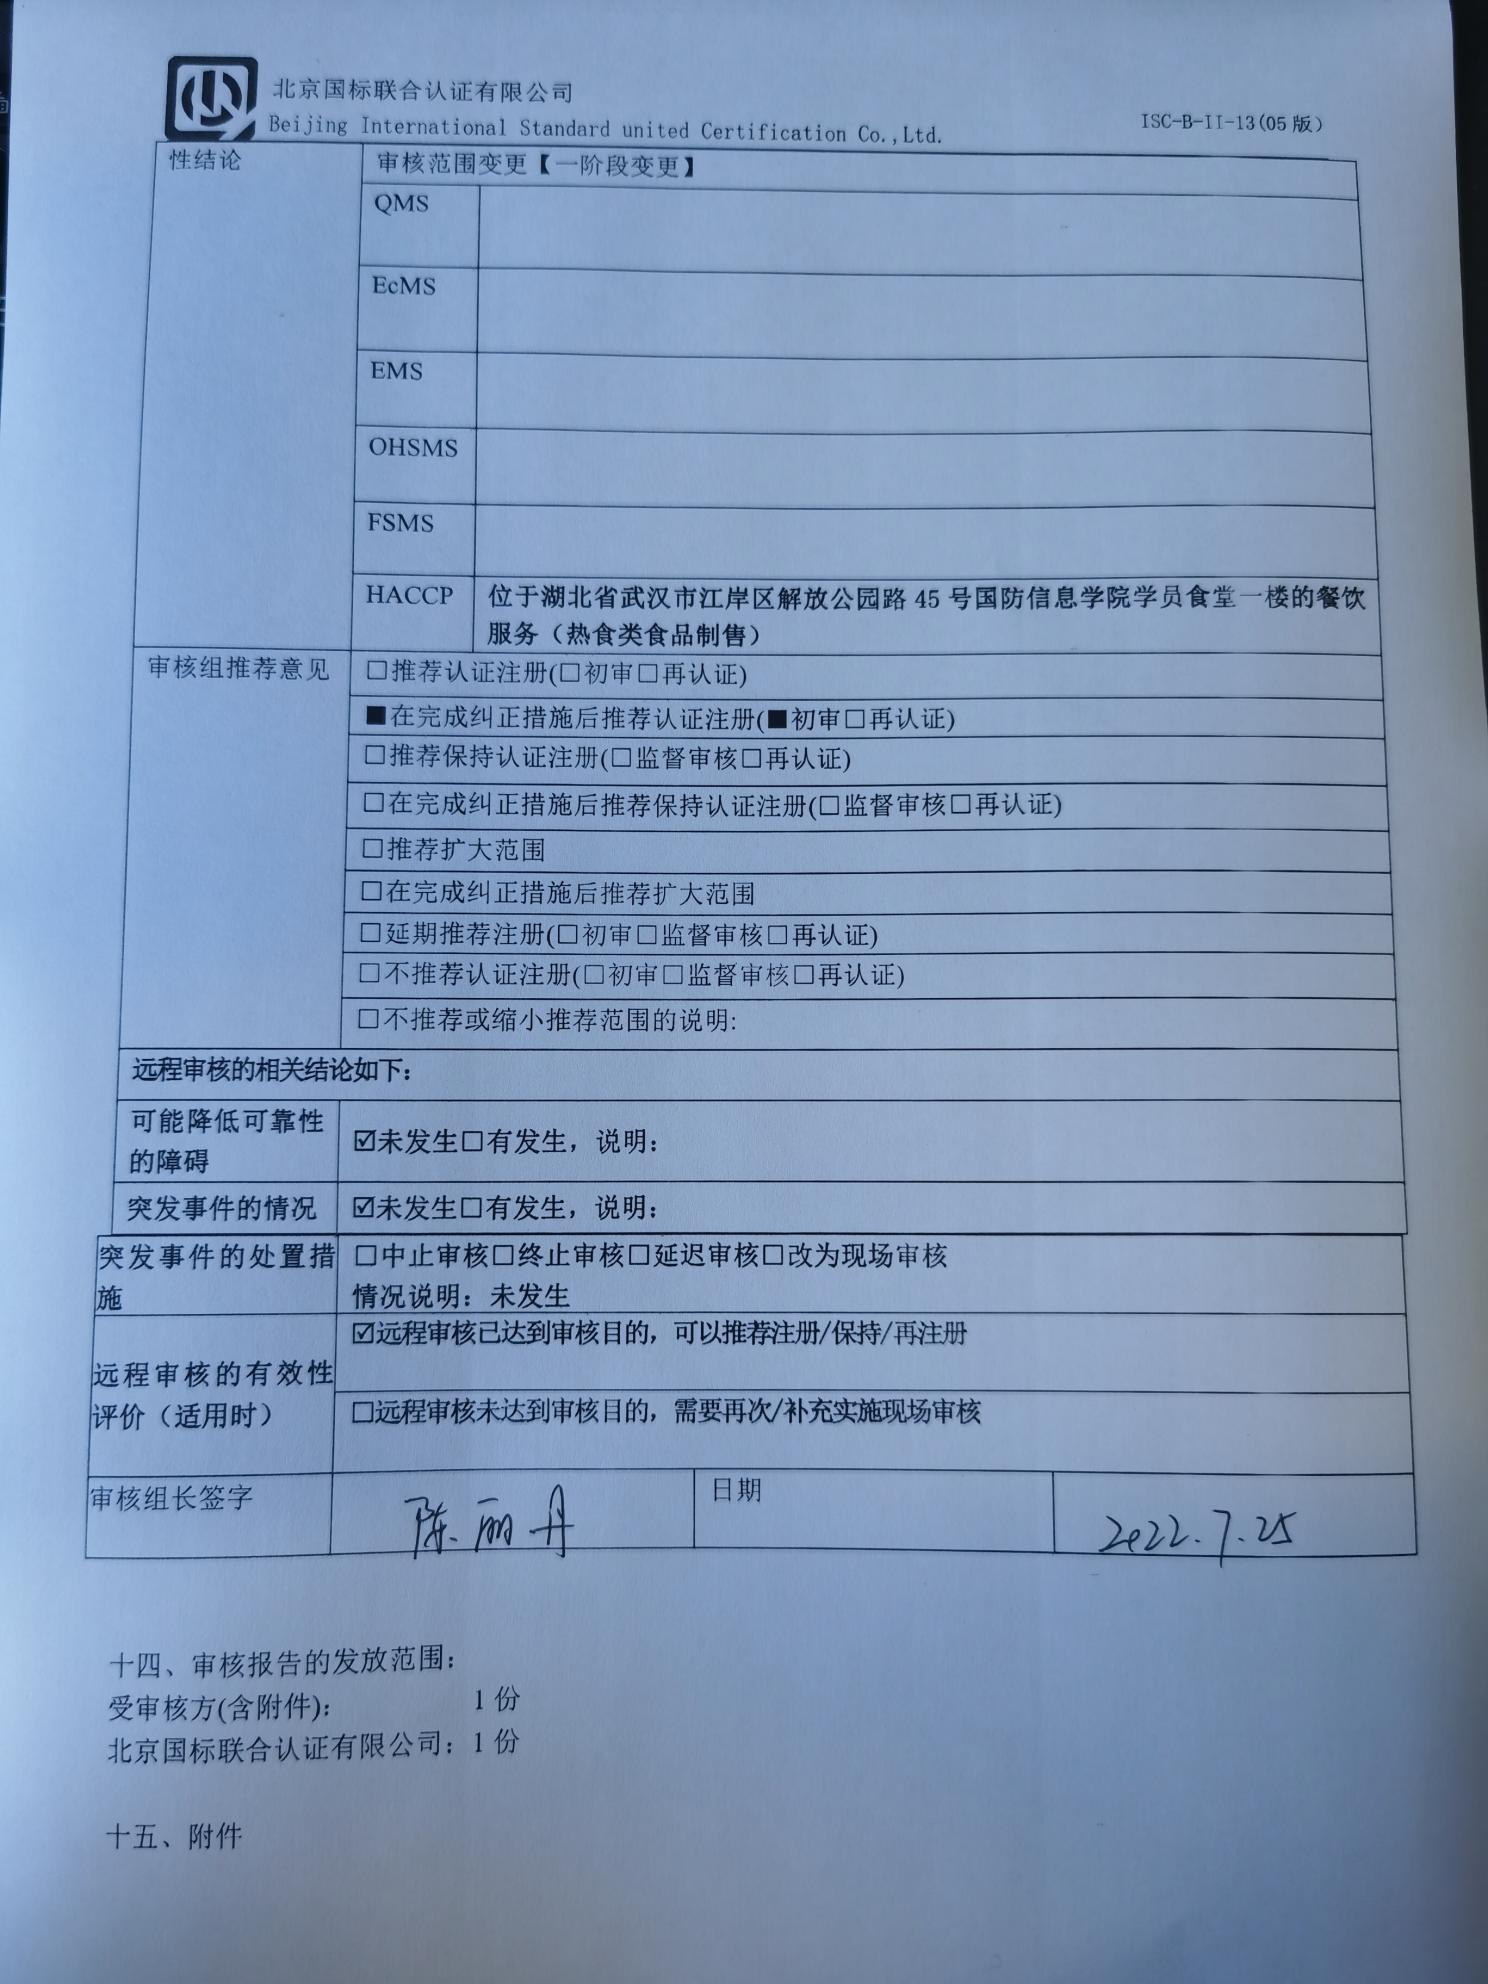 北京国标联合认证有限公司
Beijing International Standard united Certification Co.,Ltd.
ISC-B-II-13(05版)
性结论
审核范围变更【一阶段变更】
QMS
EcMS
EMS
OHSMS
FSMS
HACCP
位于湖北省武汉市江岸区解放公园路 45 号国防信息学院学员食堂一楼的餐饮
服务（热食类食品制售）
审核组推荐意见
□推荐认证注册(□初审□再认证)
■在完成纠正措施后推荐认证注册(■初审□再认证)
□推荐保持认证注册(□监督审核□再认证)
□在完成纠正措施后推荐保持认证注册(□监督审核□再认证)
□推荐扩大范围
□在完成纠正措施后推荐扩大范围
□延期推荐注册(□初审□监督审核□再认证)
□不推荐认证注册(□初审□监督审核□再认证)
□不推荐或缩小推荐范围的说明:
远程审核的相关结论如下：
可能降低可靠性
的障碍
☑未发生□有发生，说明：
突发事件的情况
☑未发生□有发生，说明：
突发事件的处置措
施
□中止审核□终止审核□延迟审核□改为现场审核
情况说明：未发生
远程审核的有效性
评价（适用时）
☑远程审核已达到审核目的，可以推荐注册/保持/再注册
□远程审核未达到审核目的，需要再次/补充实施现场审核
审核组长签字
陈丽丹
日期
2022.7.25
十四、审核报告的发放范围：
受审核方(含附件)： 1 份
北京国标联合认证有限公司：1 份
十五、附件